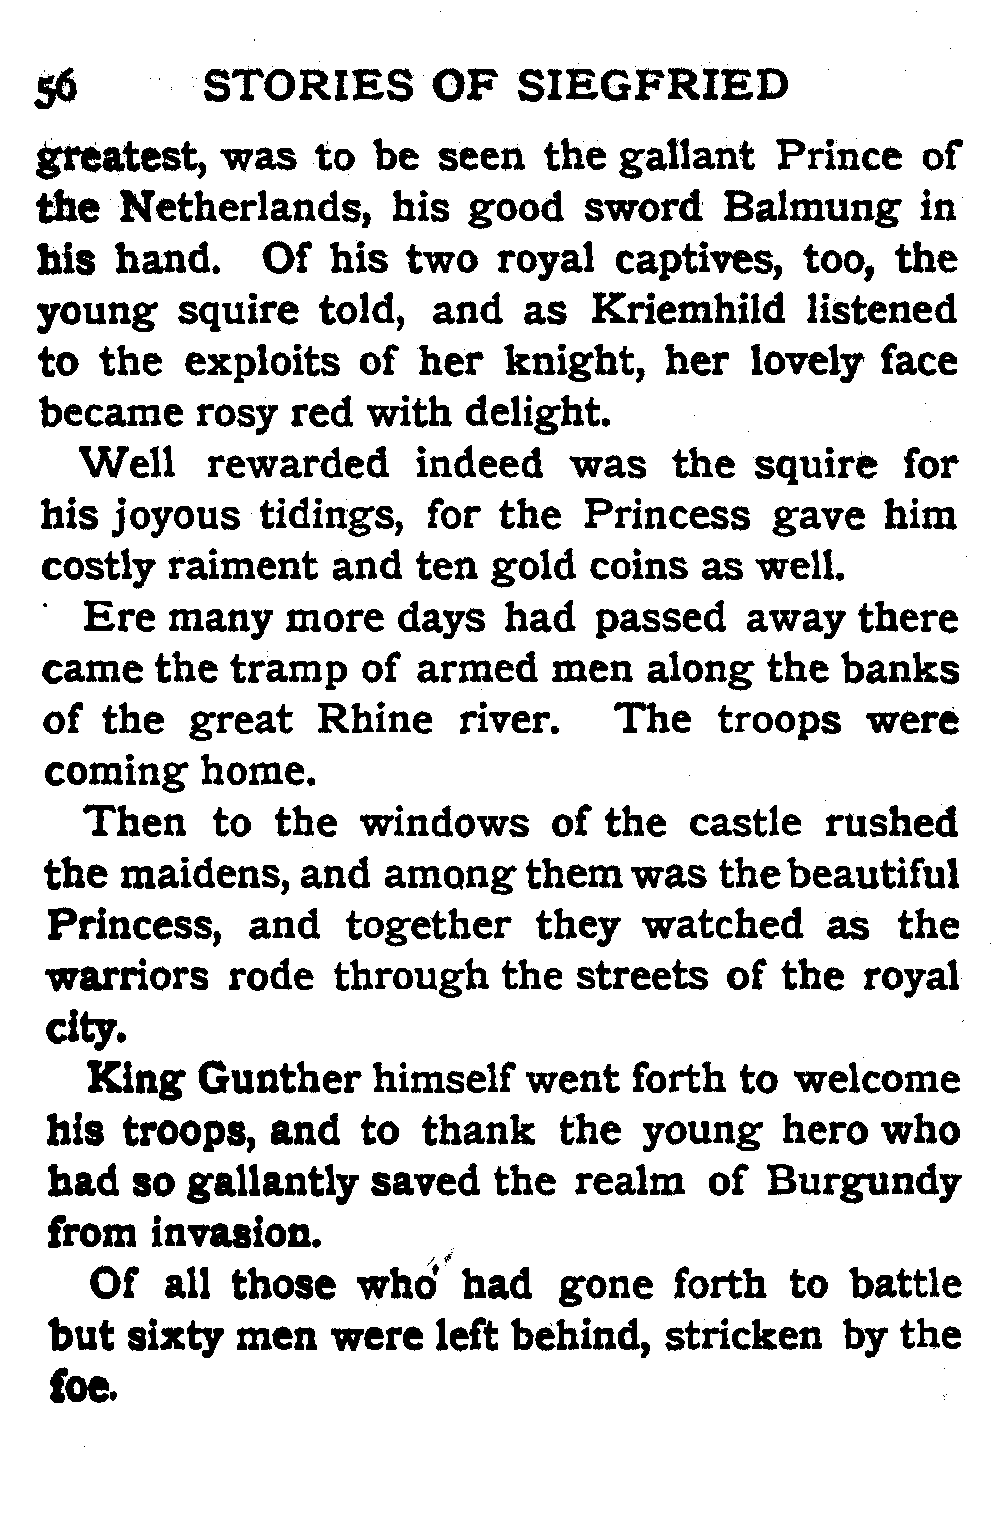 56 STORIES OF SIEGFRIED
greatest, was to be seen the gallant Prince of
the Netherlands, his good sword Balmung in
his hand. Of his two royal captives, too, the
young squire told, and as Kriemhild listened
to the exploits of her knight, her lovely face
became rosy red with delight.
Well rewarded indeed was the squire for
his joyous tidings, for the Princess gave him
costly raiment and ten gold coins as well.
Ere many more days had passed away there
came the tramp of armed men along the banks
of the great Rhine river. The troops were
coming home.
Then to the windows of the castle rushed
the maidens, and among them was the beautiful
Princess, and together they watched as the
warriors rode through the streets of the royal
city.
King Gunther himself went forth to welcome
his troops, and to thank the young hero who
had so gallantly saved the realm of Burgundy
from invasion.
Of all those who had gone forth to battle
but sixty men were left behind, stricken by the
foe.